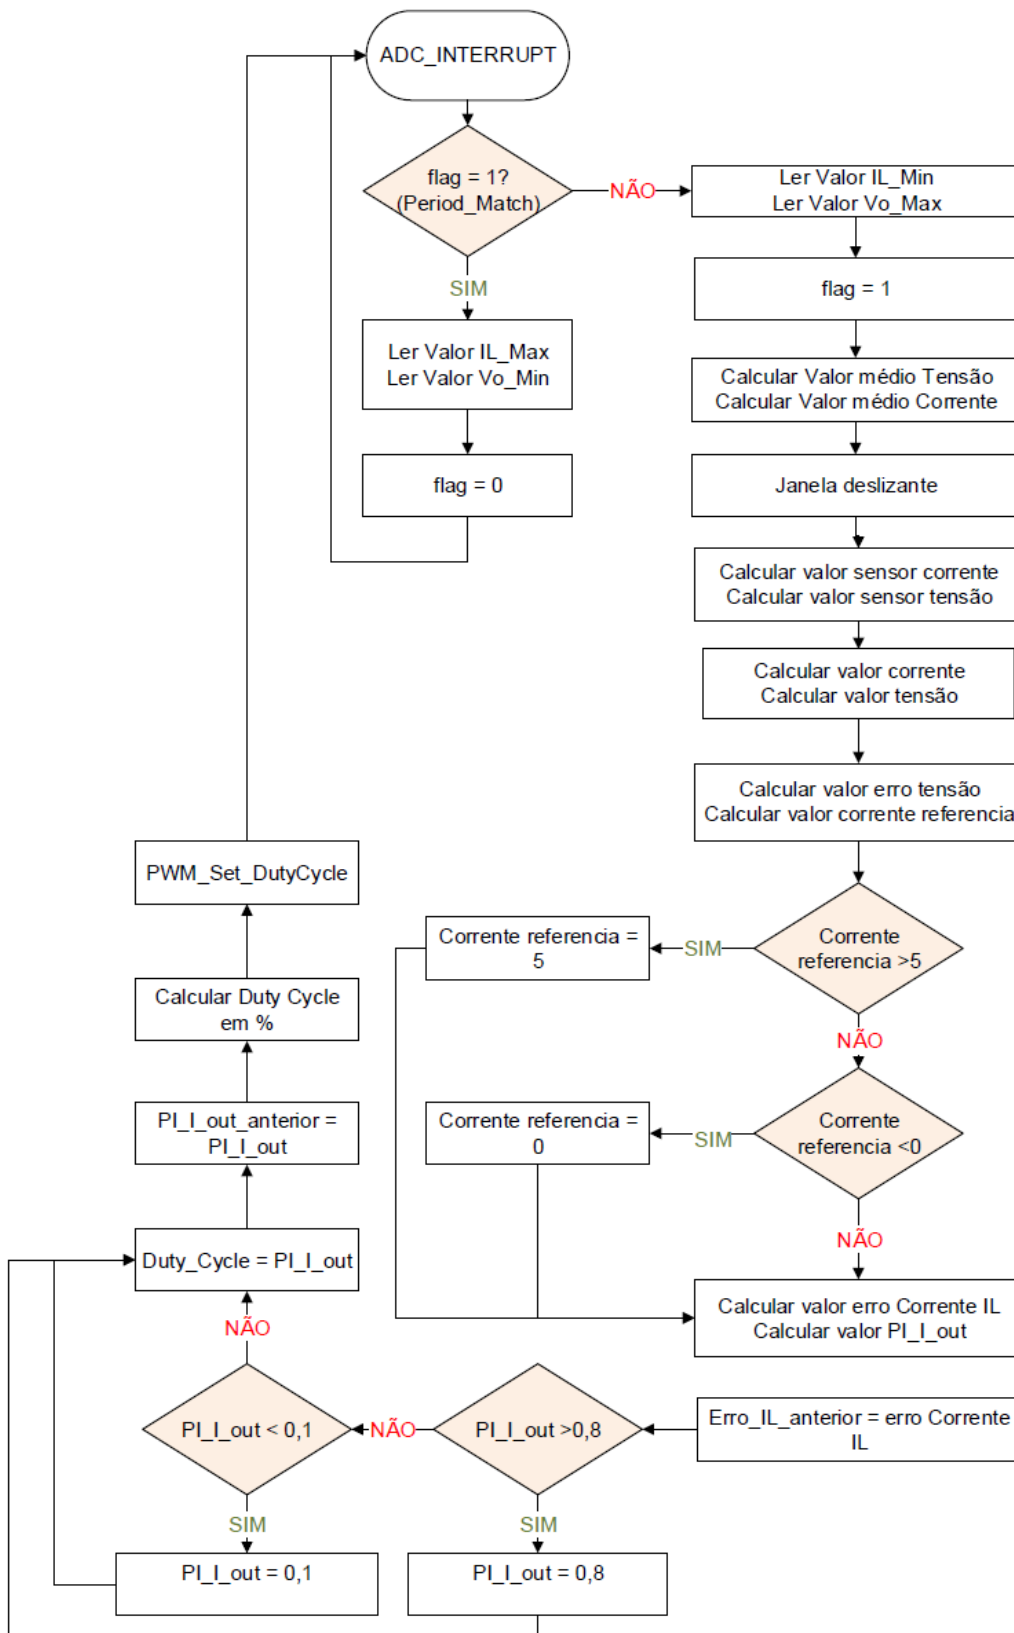 ADC_INTERRUPT
flag = 1?
(Period_Match)
NÃO
Ler Valor IL_Min
Ler Valor Vo_Max
SIM
flag = 1
Ler Valor IL_Max
Ler Valor Vo_Min
Calcular Valor médio Tensão
Calcular Valor médio Corrente
flag = 0
Janela deslizante
Calcular valor sensor corrente
Calcular valor sensor tensão
Calcular valor corrente
Calcular valor tensão
Calcular valor erro tensão
Calcular valor corrente referencia
PWM_Set_DutyCycle
Corrente referencia =
5
SIM
Corrente
referencia >5
Calcular Duty Cycle
em %
NÃO
PI_I_out_anterior =
PI_I_out
Corrente referencia =
0
SIM
Corrente
referencia <0
NÃO
Duty_Cycle = PI_I_out
Calcular valor erro Corrente IL
Calcular valor PI_I_out
NÃO
PI_I_out < 0,1
NÃO
PI_I_out >0,8
Erro_IL_anterior = erro Corrente
IL
SIM
SIM
PI_I_out = 0,1
PI_I_out = 0,8